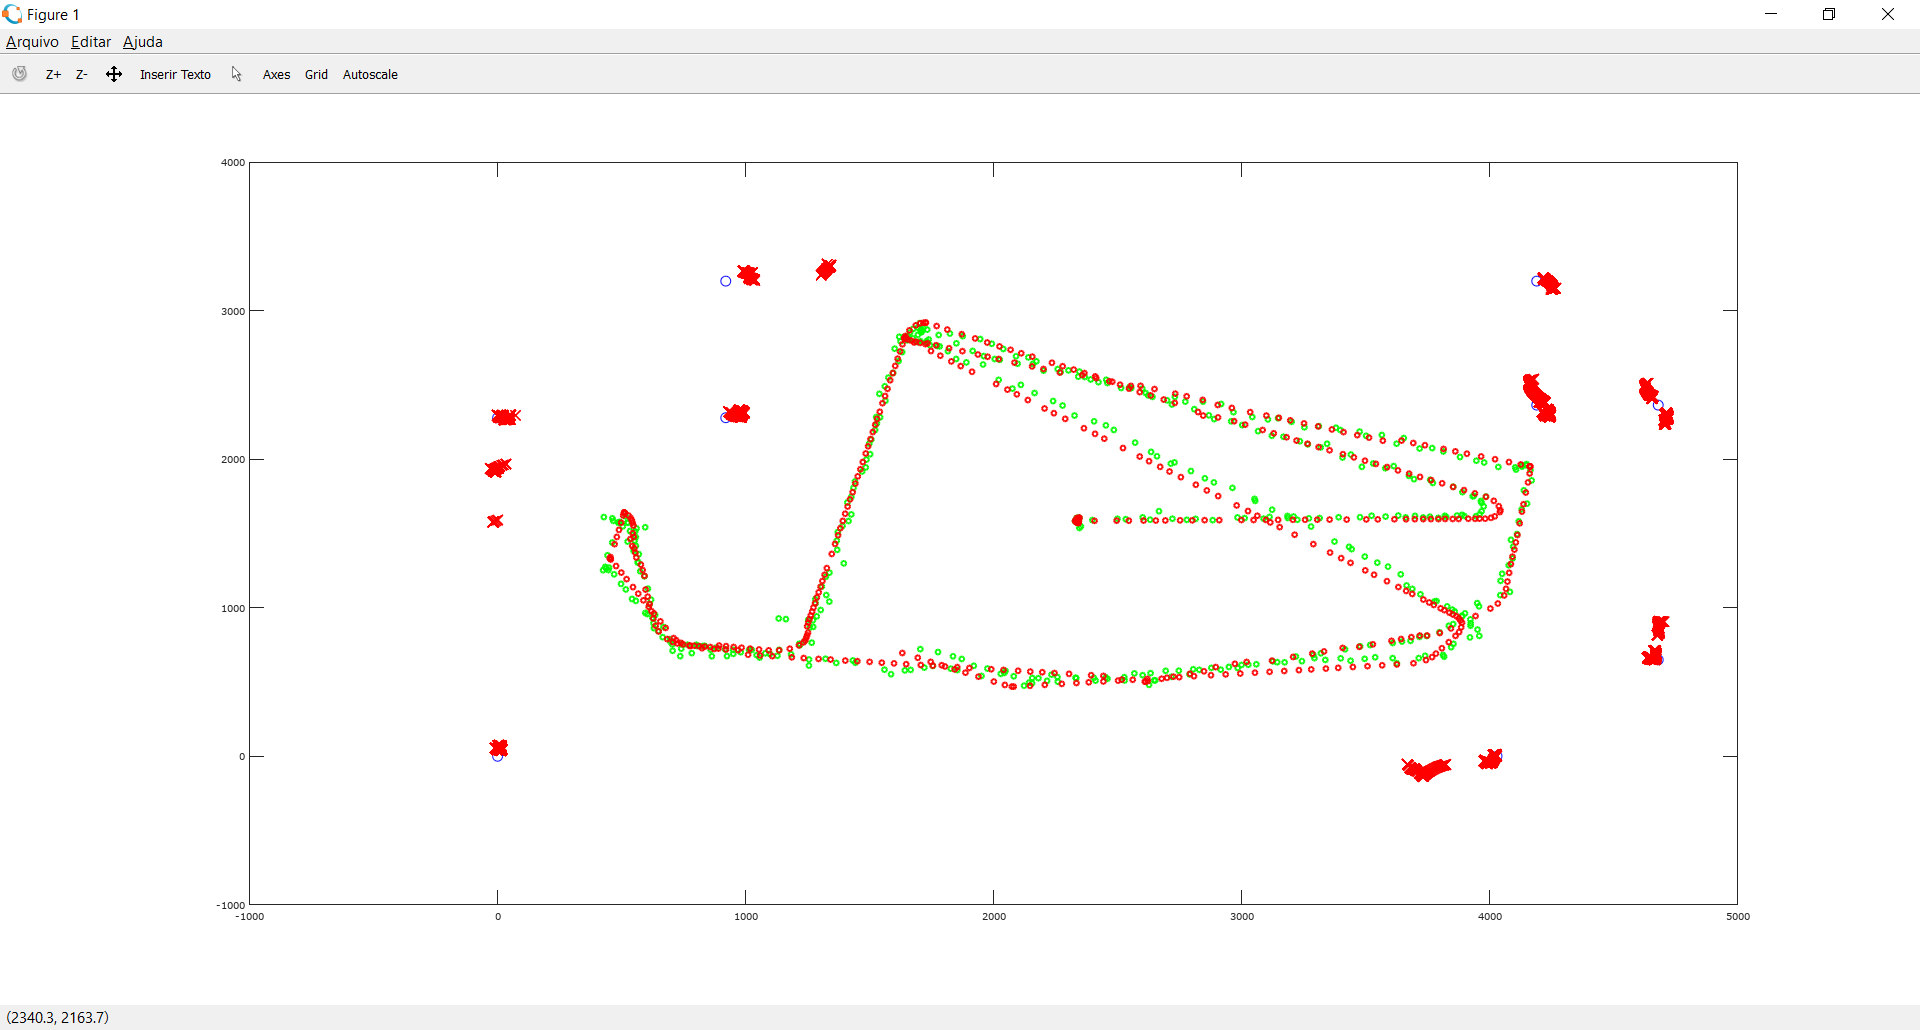 Figure 1
Arquivo Editar Ajuda
Z+ Z- Inserir Texto Axes Grid Autoscale
4000
3000
2000
1000
0
-1000
-1000 0 1000 2000 3000 4000 5000
(2340.3, 2163.7)